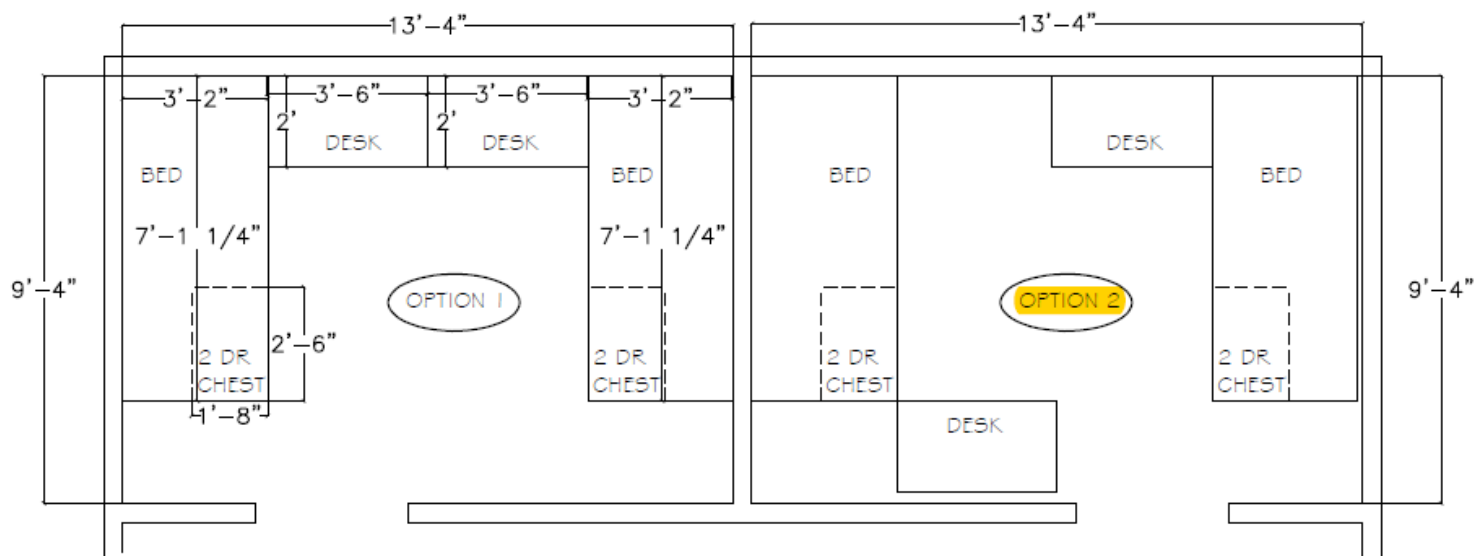 13'-4"
13'-4"
3'-2"
3'-6"
3'-6"
3'-2"
2'
2'
DESK
DESK
DESK
BED
BED
BED
BED
7'-1 1/4"
7'-1 1/4"
9'-4"
OPTION 1
OPTION 2
9'-4"
2'-6"
2 DR
CHEST
2 DR
CHEST
2 DR
CHEST
2 DR
CHEST
1'-8"
DESK